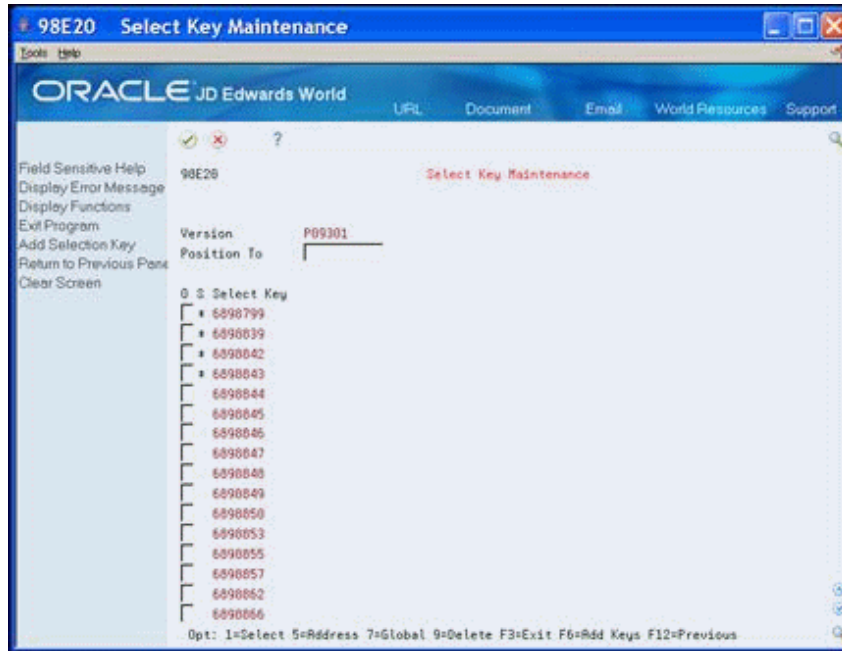 98E20 Select Key Maintenance
Tools Help
ORACLE JD Edwards World
URL Document Email World Resources Support
?
Field Sensitive Help
Display Error Message
Display Functions
Exit Program
Add Selection Key
Return to Previous Pane
Clear Screen
98E20 Select Key Maintenance
Version P09301
Position To
O S Select Key
* 6898799
* 6898839
* 6898842
* 6898843
6898844
6898845
6898846
6898847
6898848
6898849
6898850
6898853
6898855
6898857
6898862
6898866
Opt: 1=Select 5=Address 7=Global 9=Delete F3=Exit F6=Add Keys F12=Previous